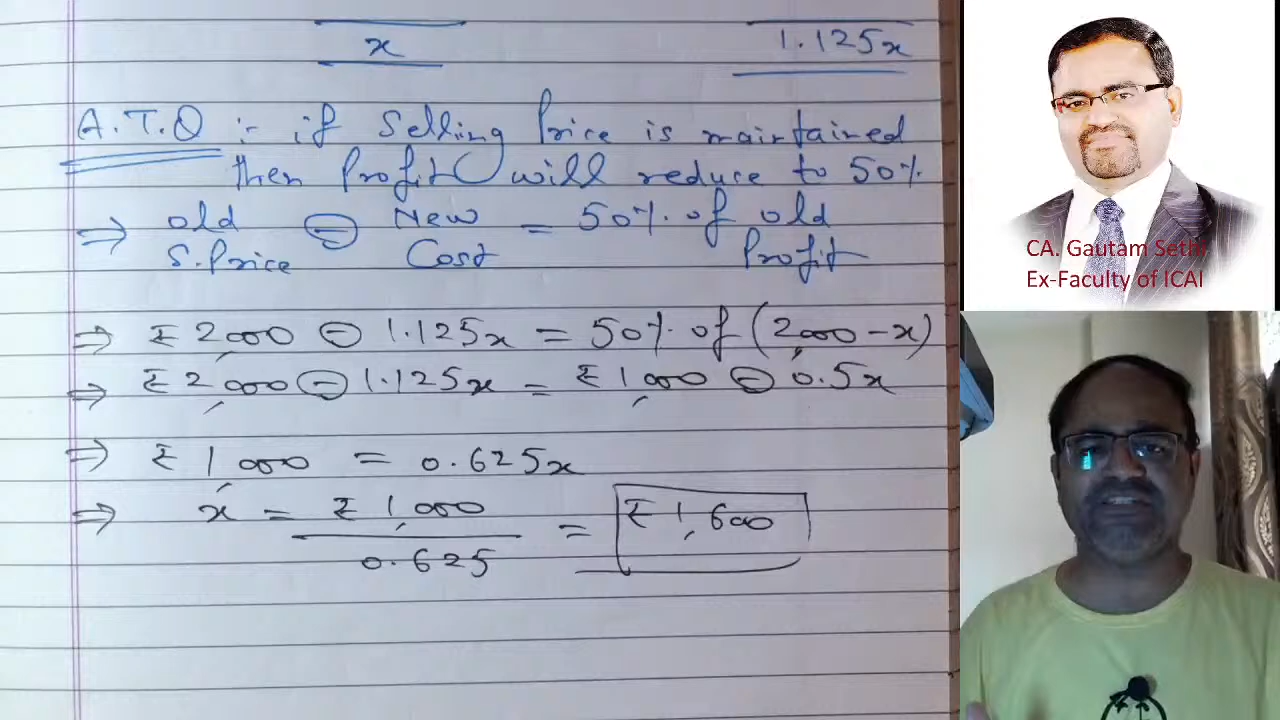 x 1.125x
A.T.Q :- if Selling Price is maintained
then Profit will reduce to 50%
⇒ old S.Price ⊖ New Cost = 50% of old Profit
⇒ ₹ 2,000 ⊖ 1.125x = 50% of (2,000 - x)
⇒ ₹ 2,000 ⊖ 1.125x = ₹ 1,000 ⊖ 0.5x
⇒ ₹ 1,000 = 0.625x
⇒ x = ₹ 1,000 / 0.625 = ₹ 1,600
CA. Gautam Sethi
Ex-Faculty of ICAI